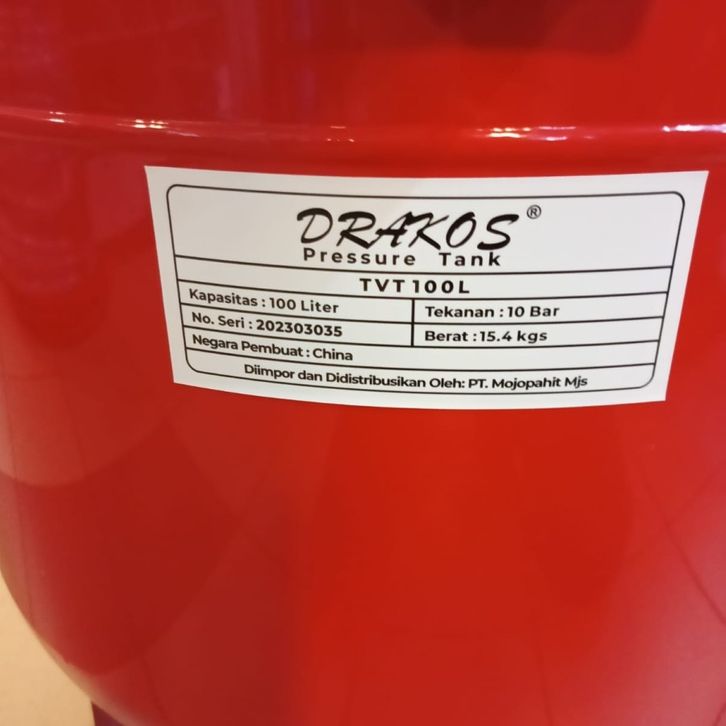 DRAKOS®
Pressure Tank
TVT100L
Kapasitas : 100 Liter
Tekanan : 10 Bar
No. Seri : 202303035
Berat : 15.4 kgs
Negara Pembuat : China
Diimpor dan Didistribusikan Oleh: PT. Mojopahit Mjs